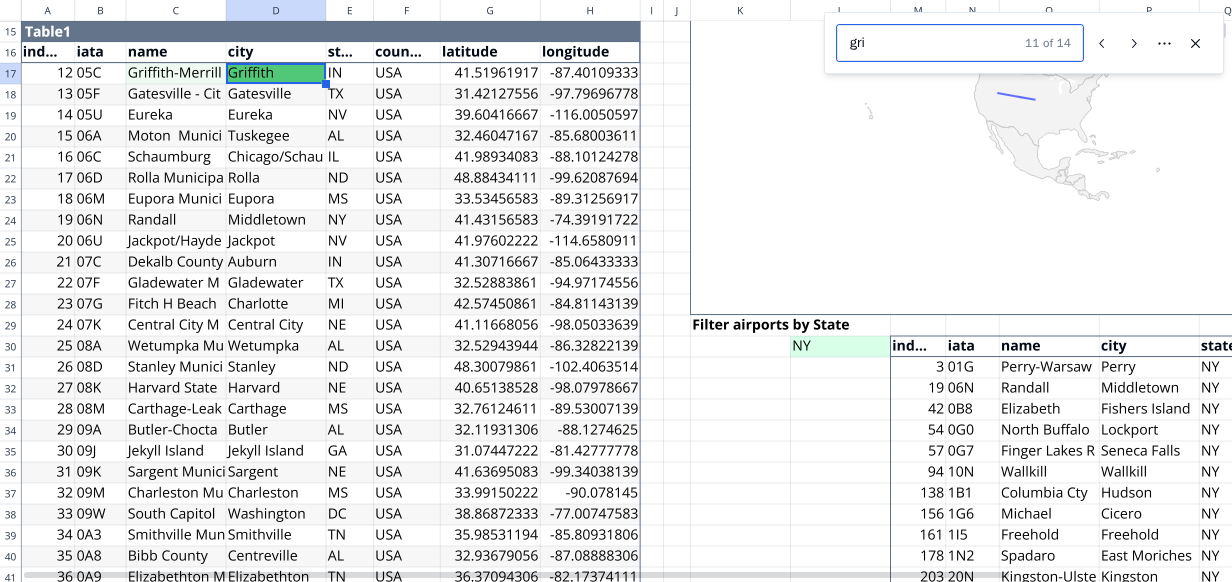 A B C D E F G H I J K L M N O P Q
gri 11 of 14
15 Table1
16 ind... iata name city st... coun... latitude longitude
17 12 05C Griffith-Merrill Griffith IN USA 41.51961917 -87.40109333
18 13 05F Gatesville - Cit Gatesville TX USA 31.42127556 -97.79696778
19 14 05U Eureka Eureka NV USA 39.60416667 -116.0050597
20 15 06A Moton Munici Tuskegee AL USA 32.46047167 -85.68003611
21 16 06C Schaumburg Chicago/Schau IL USA 41.98934083 -88.10124278
22 17 06D Rolla Municipa Rolla ND USA 48.88434111 -99.62087694
23 18 06M Eupora Munici Eupora MS USA 33.53456583 -89.31256917
24 19 06N Randall Middletown NY USA 41.43156583 -74.39191722
25 20 06U Jackpot/Hayde Jackpot NV USA 41.97602222 -114.6580911
26 21 07C Dekalb County Auburn IN USA 41.30716667 -85.06433333
27 22 07F Gladewater M Gladewater TX USA 32.52883861 -94.97174556
28 23 07G Fitch H Beach Charlotte MI USA 42.57450861 -84.81143139
29 24 07K Central City M Central City NE USA 41.11668056 -98.05033639 Filter airports by State
30 25 08A Wetumpka Mu Wetumpka AL USA 32.52943944 -86.32822139 NY ind... iata name city state
31 26 08D Stanley Munici Stanley ND USA 48.30079861 -102.4063514 3 01G Perry-Warsaw Perry NY
32 27 08K Harvard State Harvard NE USA 40.65138528 -98.07978667 19 06N Randall Middletown NY
33 28 08M Carthage-Leak Carthage MS USA 32.76124611 -89.53007139 42 0B8 Elizabeth Fishers Island NY
34 29 09A Butler-Chocta Butler AL USA 32.11931306 -88.1274625 54 0G0 North Buffalo Lockport NY
35 30 09J Jekyll Island Jekyll Island GA USA 31.07447222 -81.42777778 57 0G7 Finger Lakes R Seneca Falls NY
36 31 09K Sargent Munici Sargent NE USA 41.63695083 -99.34038139 94 10N Wallkill Wallkill NY
37 32 09M Charleston Mu Charleston MS USA 33.99150222 -90.078145 138 1B1 Columbia Cty Hudson NY
38 33 09W South Capitol Washington DC USA 38.86872333 -77.00747583 156 1G6 Michael Cicero NY
39 34 0A3 Smithville Mun Smithville TN USA 35.98531194 -85.80931806 161 1I5 Freehold Freehold NY
40 35 0A8 Bibb County Centreville AL USA 32.93679056 -87.08888306 178 1N2 Spadaro East Moriches NY
41 36 0A9 Elizabethton M Elizabethton TN USA 36.37094306 -82.17374111 203 20N Kingston-Ulste Kingston NY